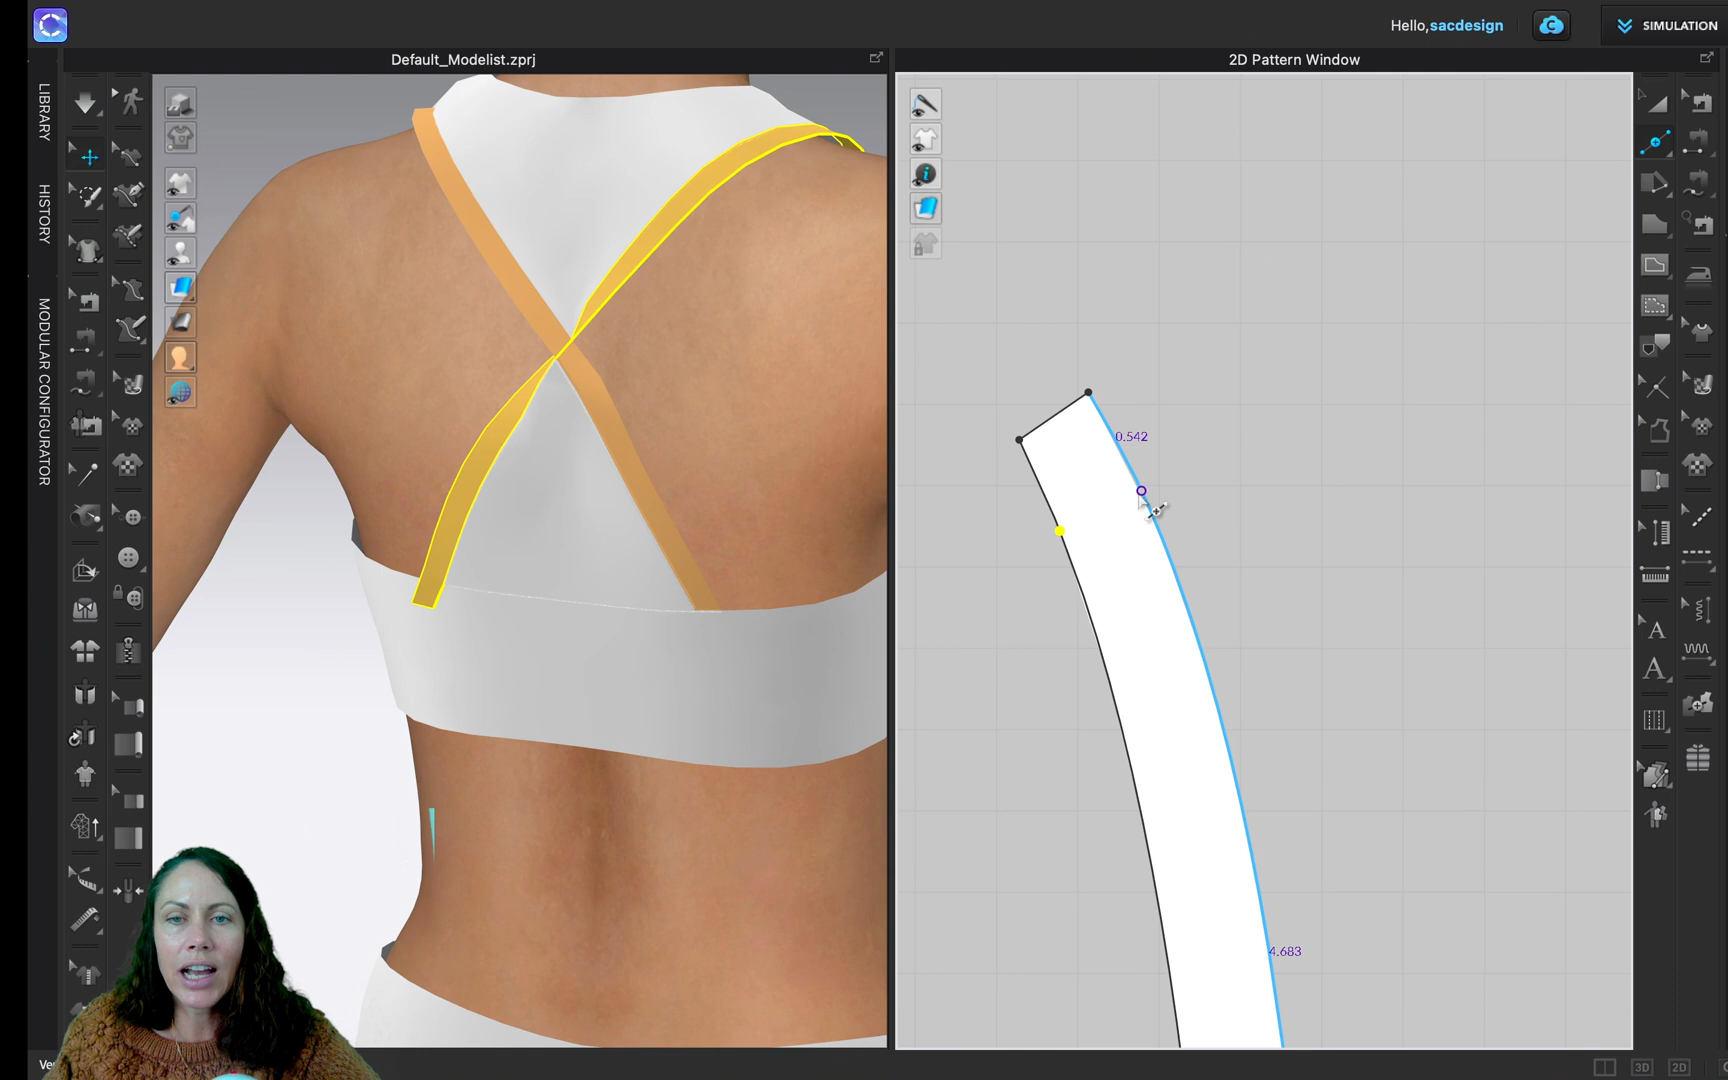 Hello,sacdesign
SIMULATION
Default_Modelist.zprj
2D Pattern Window
LIBRARY
HISTORY
MODULAR CONFIGURATOR
0.542
4.683
A
A
3D
2D